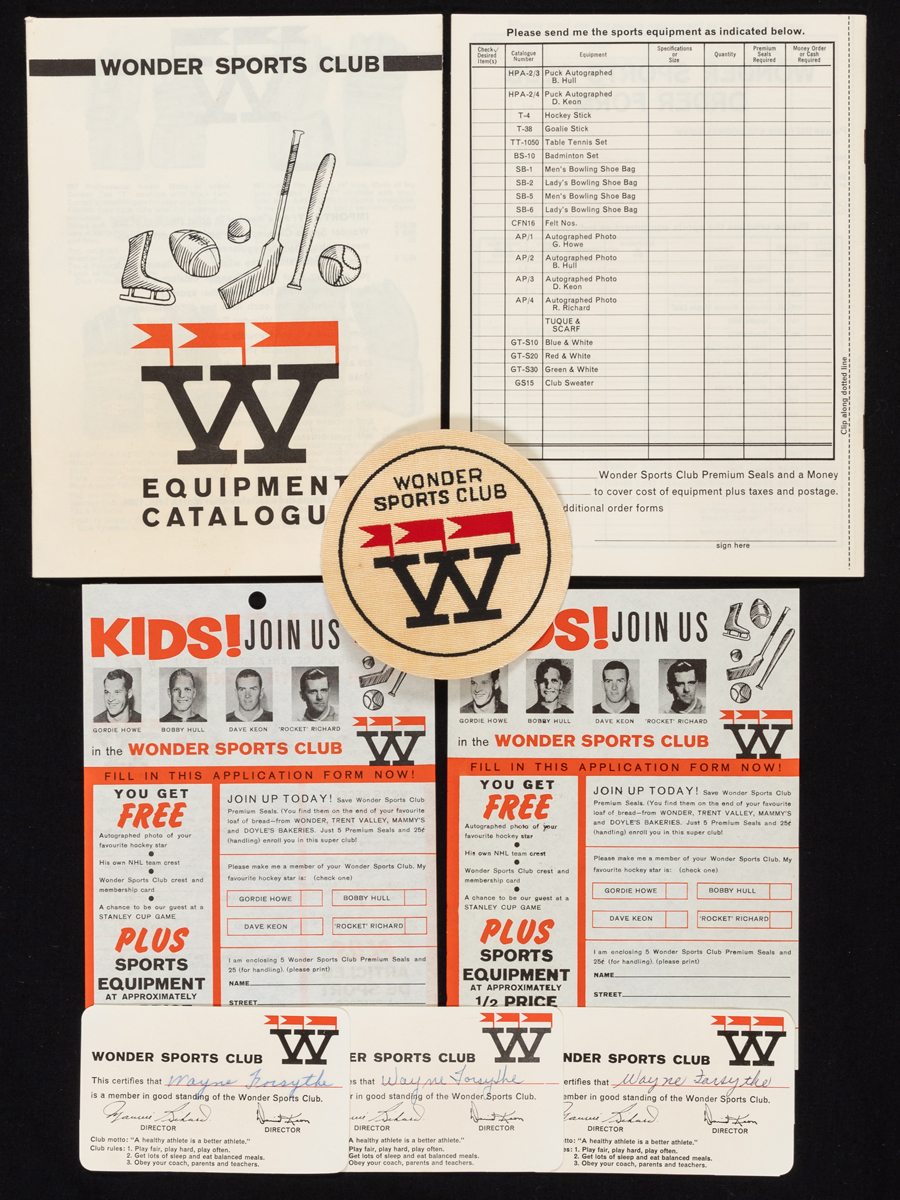 WONDER SPORTS CLUB
W
EQUIPMENT
CATALOGU
Please send me the sports equipment as indicated below.
Check √ Desired Item(s) Catalogue Number Equipment Specifications or Size Quantity Premium Seals Required Money Order or Cash Required
HPA-2/3 Puck Autographed
B. Hull
HPA-2/4 Puck Autographed
D. Keon
T-4 Hockey Stick
T-38 Goalie Stick
TT-1050 Table Tennis Set
BS-10 Badminton Set
SB-1 Men's Bowling Shoe Bag
SB-2 Lady's Bowling Shoe Bag
SB-5 Men's Bowling Shoe Bag
SB-6 Lady's Bowling Shoe Bag
CFN16 Felt Nos.
AP/1 Autographed Photo
G. Howe
AP/2 Autographed Photo
B. Hull
AP/3 Autographed Photo
D. Keon
AP/4 Autographed Photo
R. Richard
TUQUE &
SCARF
GT-S10 Blue & White
GT-S20 Red & White
GT-S30 Green & White
GS15 Club Sweater
Clip along dotted line
Wonder Sports Club Premium Seals and a Money
to cover cost of equipment plus taxes and postage.
dditional order forms
sign here
WONDER
SPORTS CLUB
W
KIDS! JOIN US
GORDIE HOWE BOBBY HULL DAVE KEON 'ROCKET' RICHARD
in the WONDER SPORTS CLUB
W
FILL IN THIS APPLICATION FORM NOW!
YOU GET
FREE
Autographed photo of your
favourite hockey star
His own NHL team crest
Wonder Sports Club crest and
membership card
A chance to be our guest at a
STANLEY CUP GAME
PLUS
SPORTS
EQUIPMENT
AT APPROXIMATELY
JOIN UP TODAY! Save Wonder Sports Club
Premium Seals. (You find them on the end of your favourite
loaf of bread—from WONDER, TRENT VALLEY, MAMMY'S
and DOYLE'S BAKERIES. Just 5 Premium Seals and 25¢
(handling) enroll you in this super club!
Please make me a member of your Wonder Sports Club. My
favourite hockey star is: (check one)
GORDIE HOWE BOBBY HULL
DAVE KEON 'ROCKET' RICHARD
I am enclosing 5 Wonder Sports Club Premium Seals and
25 (for handling). (please print)
NAME
STREET
DS! JOIN US
GORDIE HOWE BOBBY HULL DAVE KEON 'ROCKET' RICHARD
in the WONDER SPORTS CLUB
W
FILL IN THIS APPLICATION FORM NOW!
YOU GET
FREE
Autographed photo of your
favourite hockey star
His own NHL team crest
Wonder Sports Club crest and
membership card
A chance to be our guest at a
STANLEY CUP GAME
PLUS
SPORTS
EQUIPMENT
AT APPROXIMATELY
1/2 PRICE
JOIN UP TODAY! Save Wonder Sports Club
Premium Seals. (You find them on the end of your favourite
loaf of bread—from WONDER, TRENT VALLEY, MAMMY'S
and DOYLE'S BAKERIES. Just 5 Premium Seals and 25¢
(handling) enroll you in this super club!
Please make me a member of your Wonder Sports Club. My
favourite hockey star is: (check one)
GORDIE HOWE BOBBY HULL
DAVE KEON 'ROCKET' RICHARD
I am enclosing 5 Wonder Sports Club Premium Seals and
25¢ (for handling). (please print)
NAME
STREET
W
WONDER SPORTS CLUB
This certifies that Wayne Forsythe
is a member in good standing of the Wonder Sports Club.
Maurice Richard David Keon
DIRECTOR DIRECTOR
Club motto: "A healthy athlete is a better athlete."
Club rules: 1. Play fair, play hard, play often.
2. Get lots of sleep and eat balanced meals.
3. Obey your coach, parents and teachers.
W
ER SPORTS CLUB
es that Wayne Forsythe
r in good standing of the Wonder Sports Club.
David Keon
DIRECTOR DIRECTOR
"A healthy athlete is a better athlete."
Play fair, play hard, play often.
Get lots of sleep and eat balanced meals.
Obey your coach, parents and teachers.
W
NDER SPORTS CLUB
ertifies that Wayne Forsythe
ember in good standing of the Wonder Sports Club.
Maurice Richard David Keon
DIRECTOR DIRECTOR
tto: "A healthy athlete is a better athlete."
es: 1. Play fair, play hard, play often.
2. Get lots of sleep and eat balanced meals.
3. Obey your coach, parents and teachers.